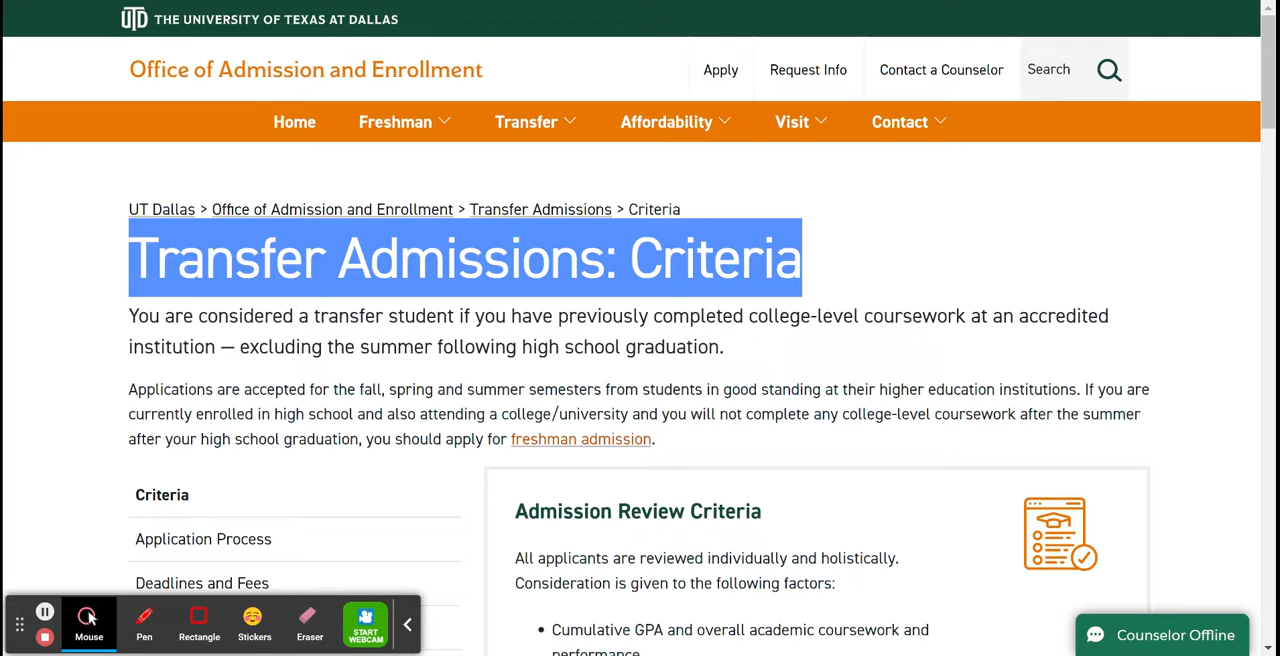 UTD THE UNIVERSITY OF TEXAS AT DALLAS
Office of Admission and Enrollment
Apply
Request Info
Contact a Counselor
Search
Home
Freshman
Transfer
Affordability
Visit
Contact
UT Dallas > Office of Admission and Enrollment > Transfer Admissions > Criteria
Transfer Admissions: Criteria
You are considered a transfer student if you have previously completed college-level coursework at an accredited
institution — excluding the summer following high school graduation.
Applications are accepted for the fall, spring and summer semesters from students in good standing at their higher education institutions. If you are
currently enrolled in high school and also attending a college/university and you will not complete any college-level coursework after the summer
after your high school graduation, you should apply for freshman admission.
Criteria
Application Process
Deadlines and Fees
Admission Review Criteria
All applicants are reviewed individually and holistically.
Consideration is given to the following factors:
• Cumulative GPA and overall academic coursework and
performance
Mouse
Pen
Rectangle
Stickers
Eraser
START
WEBCAM
Counselor Offline